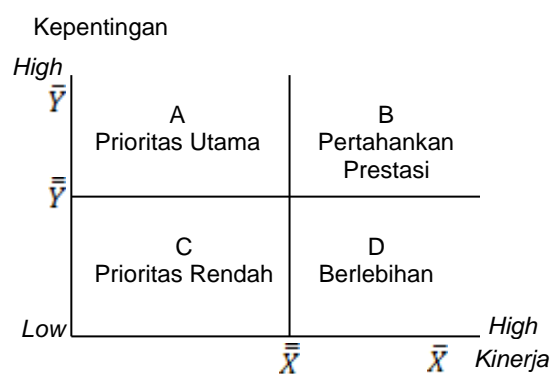 Kepentingan
High
Y̅
A
Prioritas Utama
B
Pertahankan
Prestasi
Y̿
C
Prioritas Rendah
D
Berlebihan
Low
High
X̿
X̅
Kinerja